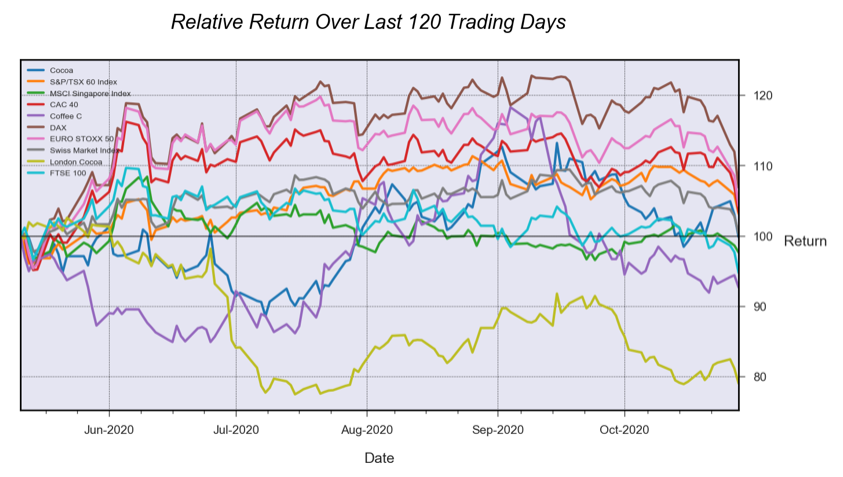 Relative Return Over Last 120 Trading Days
Cocoa
S&P/TSX 60 Index
MSCI Singapore Index
CAC 40
Coffee C
DAX
EURO STOXX 50
Swiss Market Index
London Cocoa
FTSE 100
120
110
100
90
80
Return
Jun-2020
Jul-2020
Aug-2020
Sep-2020
Oct-2020
Date